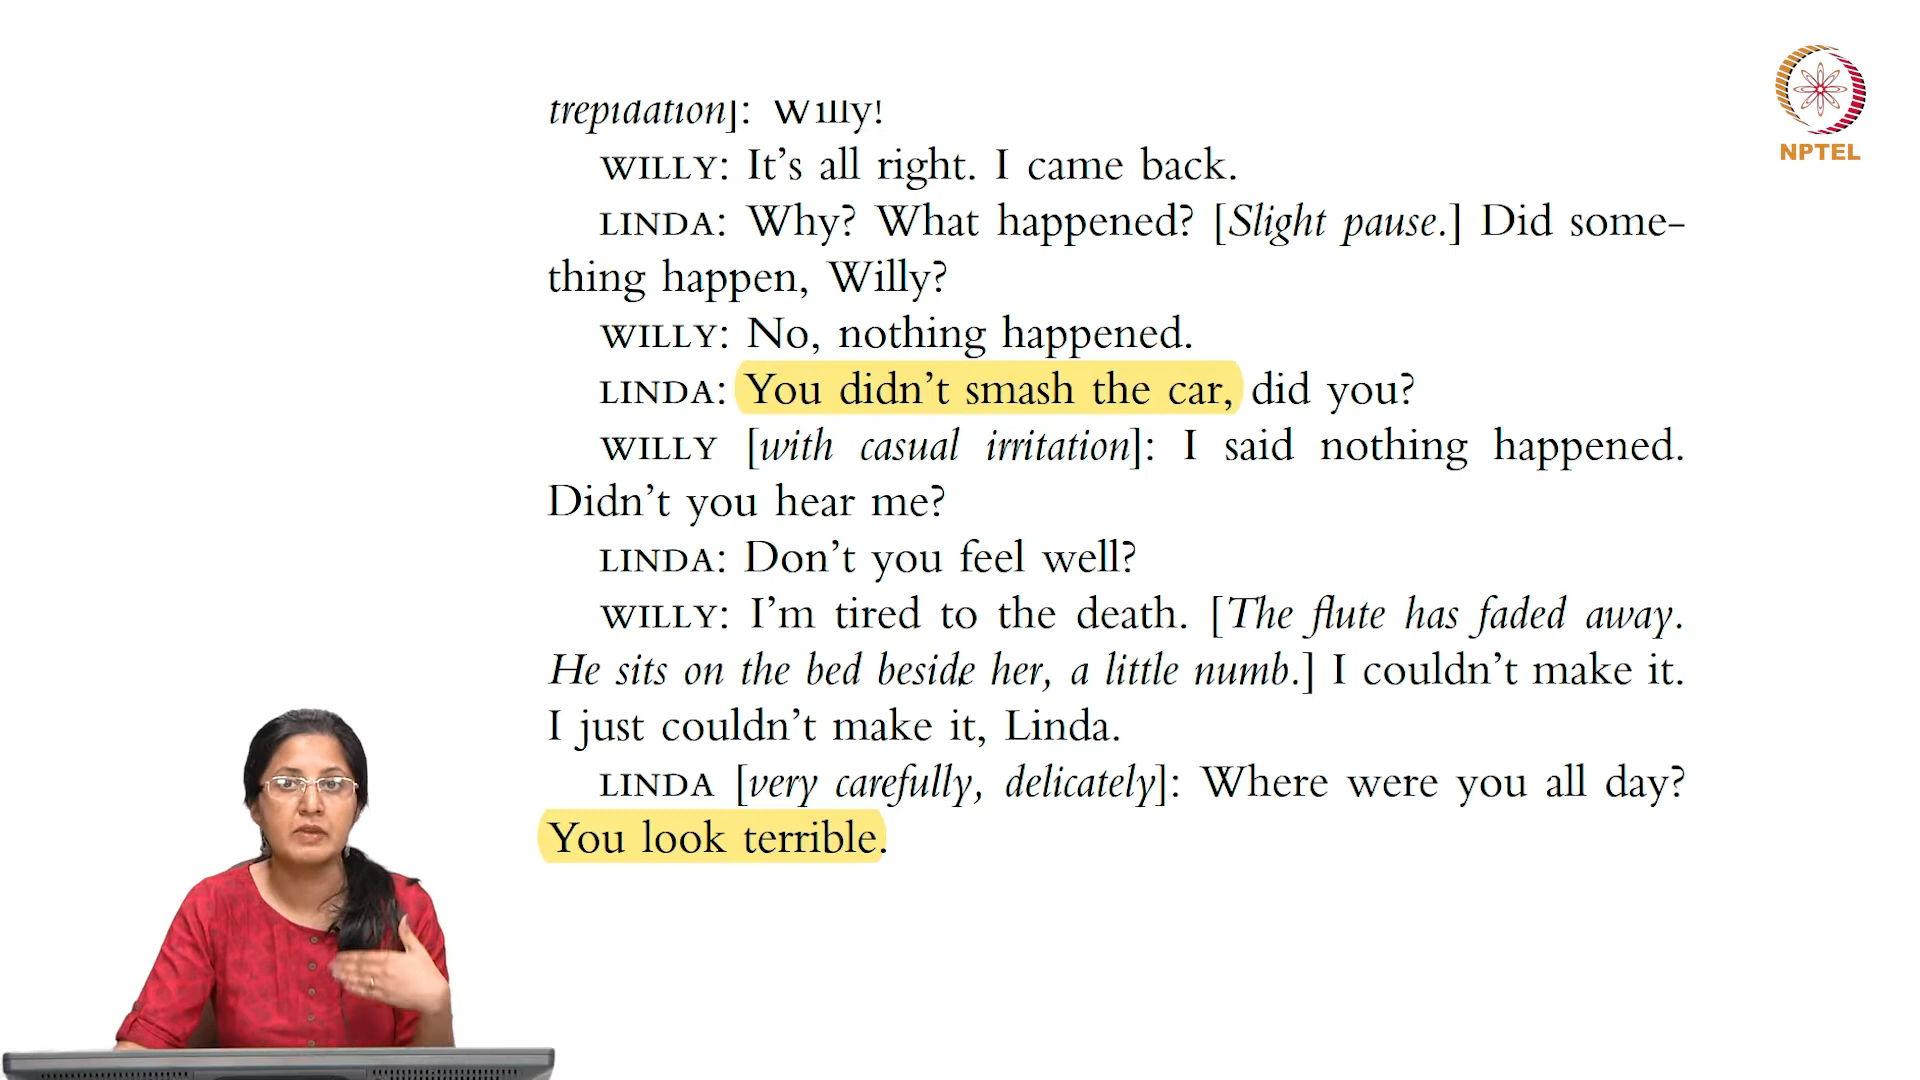 trepidation]: Willy!
NPTEL
WILLY: It's all right. I came back.
LINDA: Why? What happened? [Slight pause.] Did some-
thing happen, Willy?
WILLY: No, nothing happened.
LINDA: You didn't smash the car, did you?
WILLY [with casual irritation]: I said nothing happened.
Didn't you hear me?
LINDA: Don't you feel well?
WILLY: I'm tired to the death. [The flute has faded away.
He sits on the bed beside her, a little numb.] I couldn't make it.
I just couldn't make it, Linda.
LINDA [very carefully, delicately]: Where were you all day?
You look terrible.